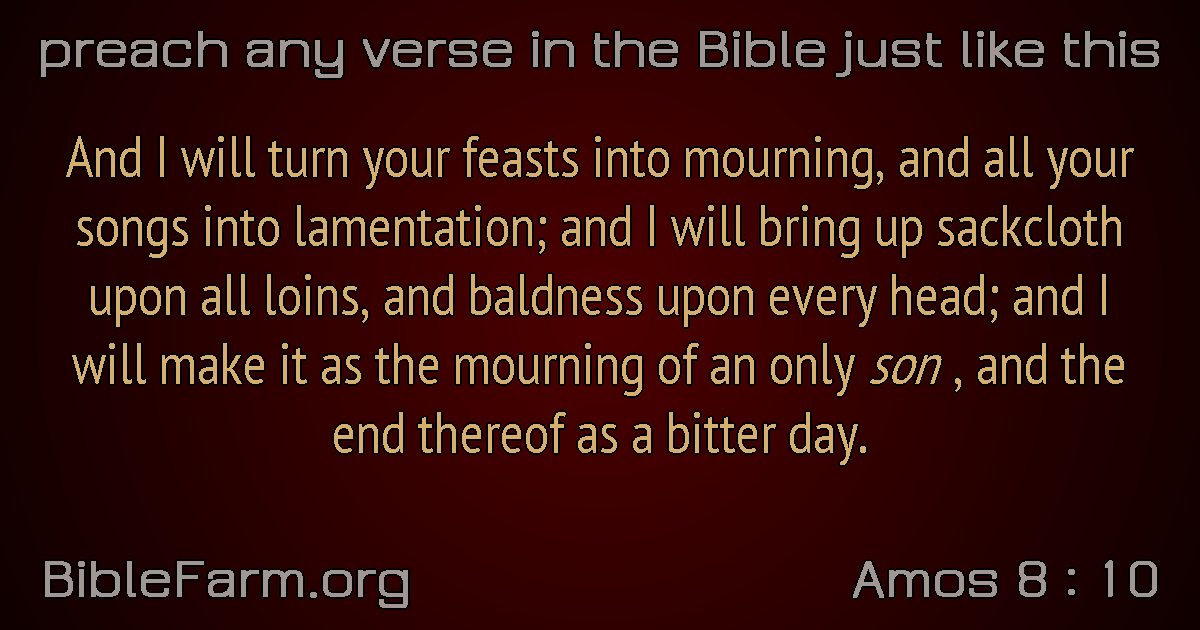 preach any verse in the Bible just like this
And I will turn your feasts into mourning, and all your
songs into lamentation; and I will bring up sackcloth
upon all loins, and baldness upon every head; and I
will make it as the mourning of an only son , and the
end thereof as a bitter day.
BibleFarm.org
Amos 8 : 10